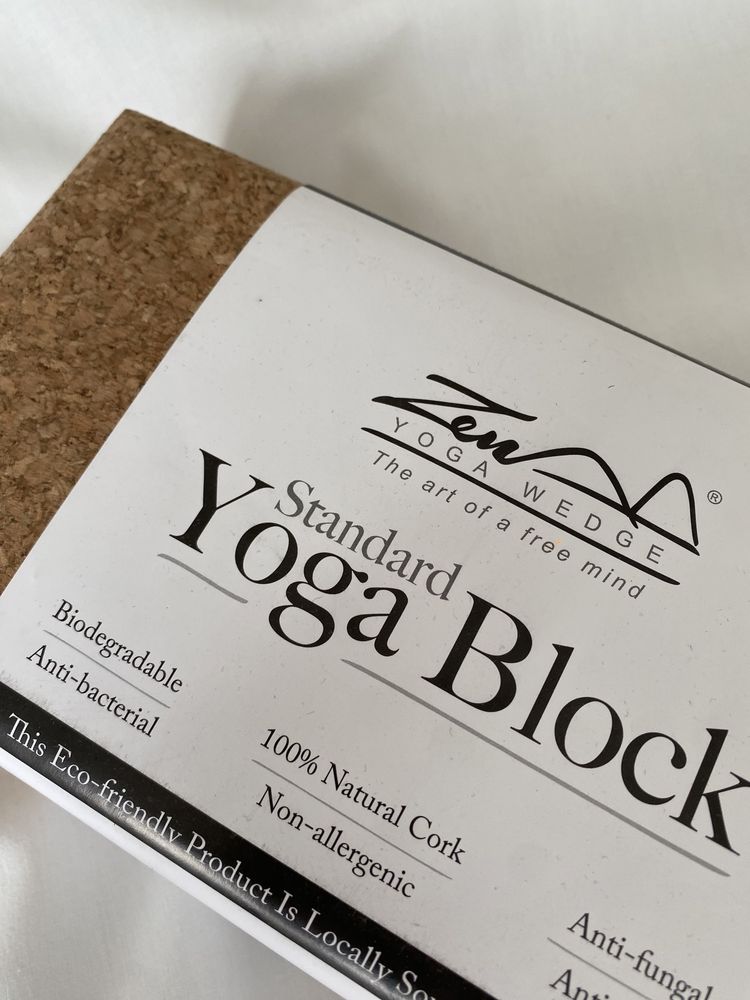 Zen
YOGA WEDGE ®
The art of a free mind
Standard
Yoga Block
Biodegradable
Anti-bacterial
100% Natural Cork
Non-allergenic
Anti-fungal
This Eco-friendly Product Is Locally